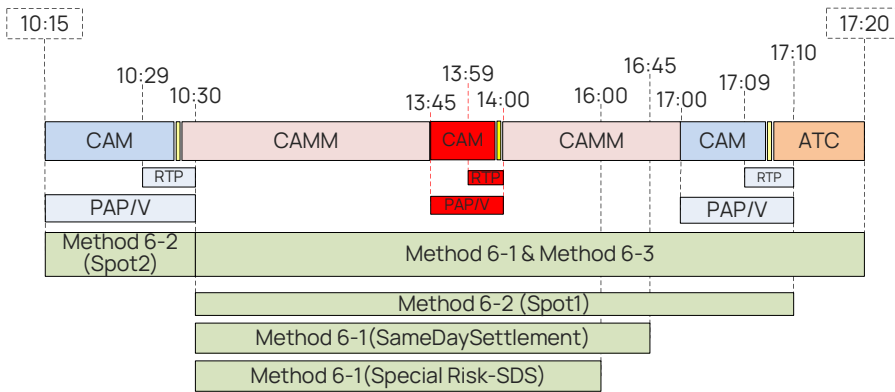 10:15
17:20
10:29
13:59
16:45
17:10
10:30
13:45
14:00
16:00
17:00
17:09
CAM
CAMM
CAM
CAMM
CAM
ATC
RTP
RTP
RTP
PAP/V
PAP/V
PAP/V
Method 6-2
(Spot2)
Method 6-1 & Method 6-3
Method 6-2 (Spot1)
Method 6-1(SameDaySettlement)
Method 6-1(Special Risk-SDS)